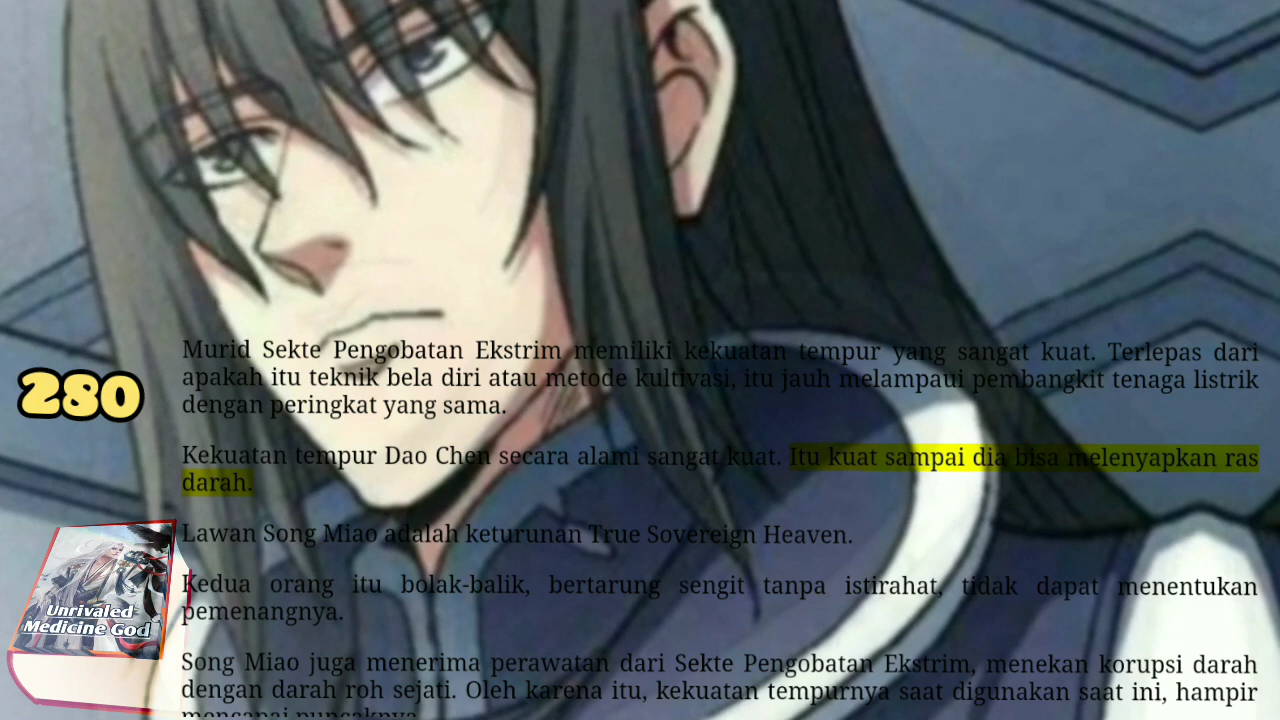 Murid Sekte Pengobatan Ekstrim memiliki kekuatan tempur yang sangat kuat. Terlepas dari
apakah itu teknik bela diri atau metode kultivasi, itu jauh melampaui pembangkit tenaga listrik
dengan peringkat yang sama.
280
Kekuatan tempur Dao Chen secara alami sangat kuat. Itu kuat sampai dia bisa melenyapkan ras
darah.
Lawan Song Miao adalah keturunan True Sovereign Heaven.
Kedua orang itu bolak-balik, bertarung sengit tanpa istirahat, tidak dapat menentukan
pemenangnya.
Unrivaled
Medicine God
Song Miao juga menerima perawatan dari Sekte Pengobatan Ekstrim, menekan korupsi darah
dengan darah roh sejati. Oleh karena itu, kekuatan tempurnya saat digunakan saat ini, hampir
mencapai puncaknya.